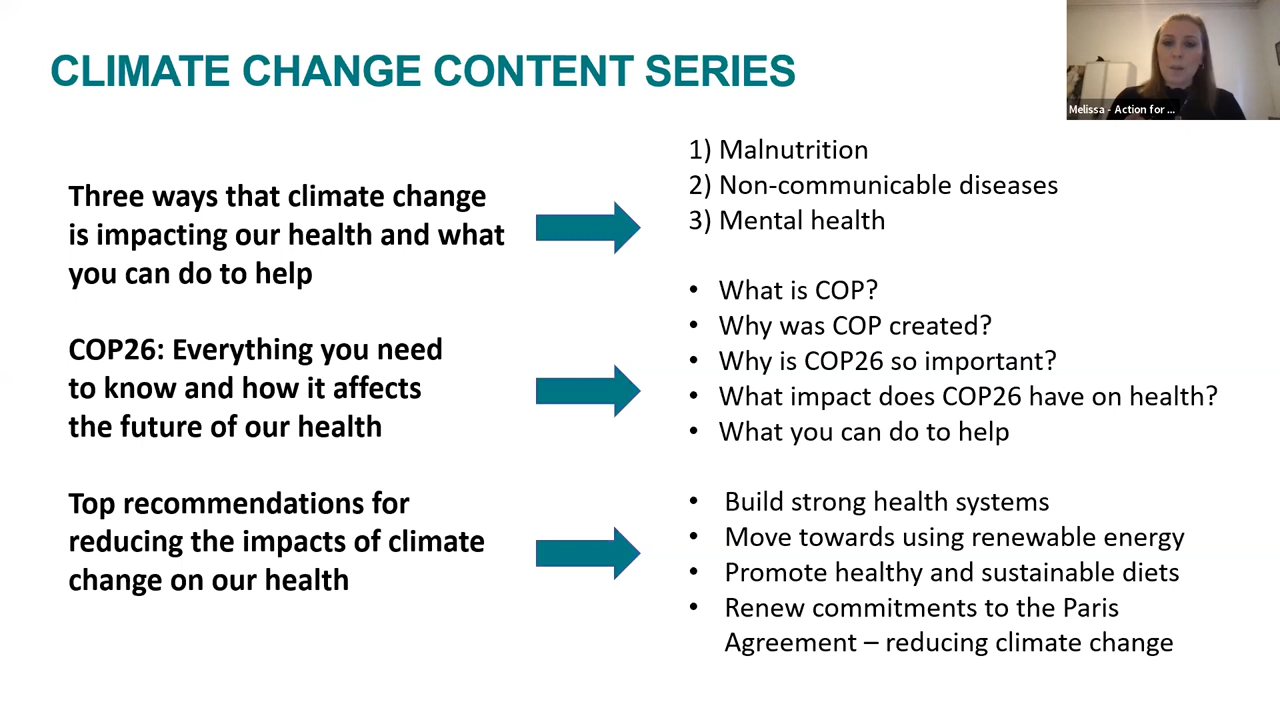 CLIMATE CHANGE CONTENT SERIES
Melissa - Action for ...
Three ways that climate change
is impacting our health and what
you can do to help
1) Malnutrition
2) Non-communicable diseases
3) Mental health
COP26: Everything you need
to know and how it affects
the future of our health
• What is COP?
• Why was COP created?
• Why is COP26 so important?
• What impact does COP26 have on health?
• What you can do to help
Top recommendations for
reducing the impacts of climate
change on our health
• Build strong health systems
• Move towards using renewable energy
• Promote healthy and sustainable diets
• Renew commitments to the Paris
Agreement – reducing climate change